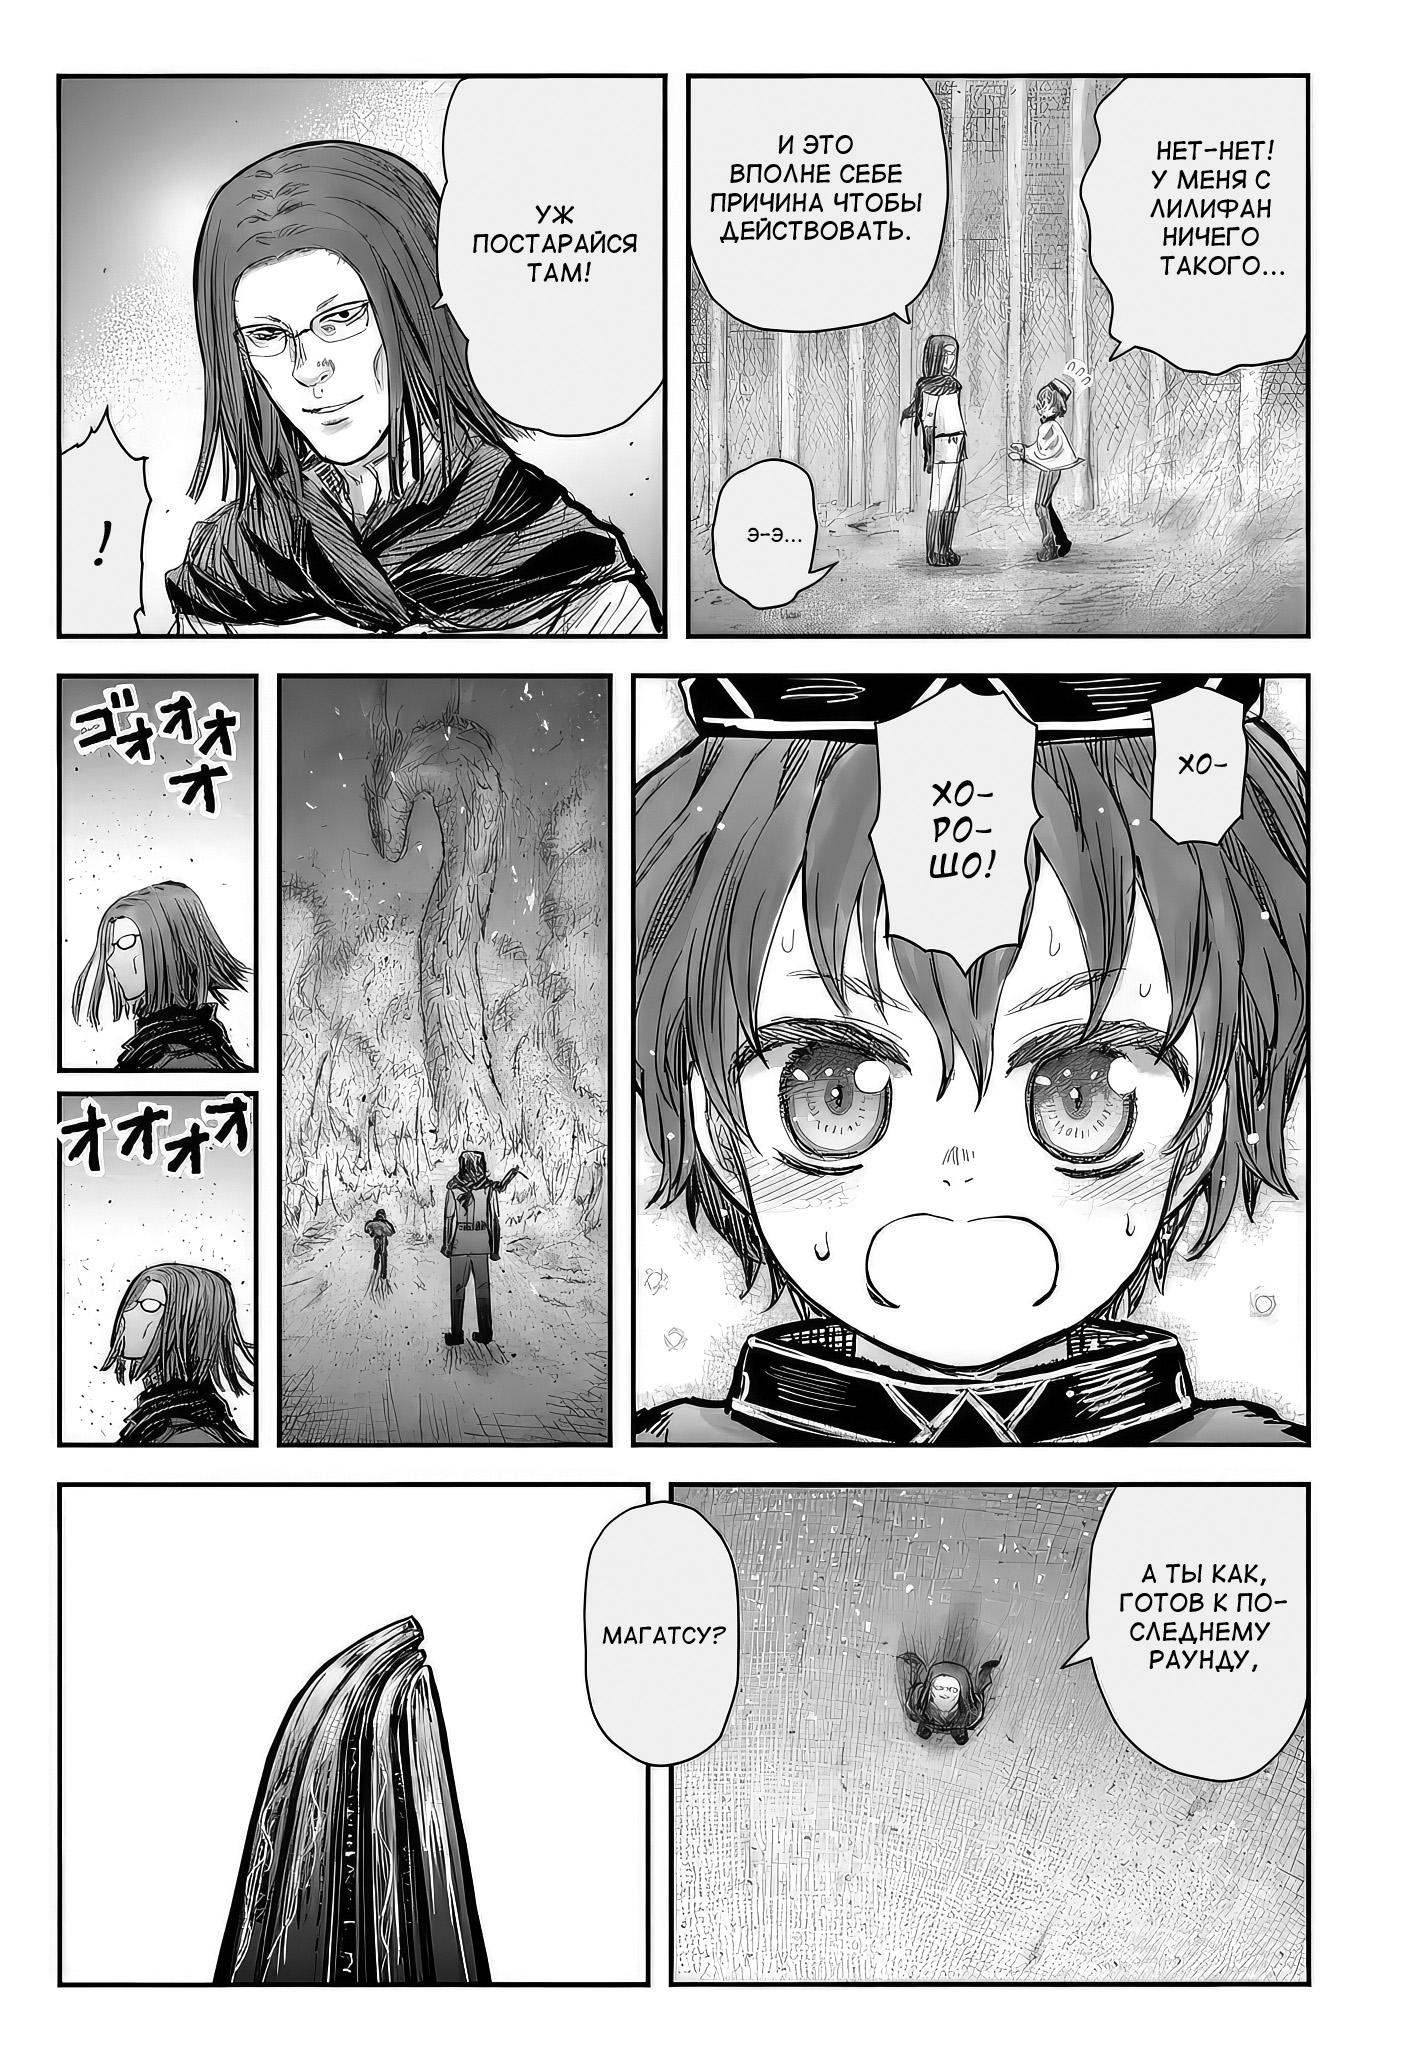 НЕТ-НЕТ!
У МЕНЯ С
ЛИЛИФАН
НИЧЕГО
ТАКОГО...
И ЭТО
ВПОЛНЕ СЕБЕ
ПРИЧИНА ЧТОБЫ
ДЕЙСТВОВАТЬ.
Э-Э...
УЖ
ПОСТАРАЙСЯ
ТАМ!
!
ХО-
ХО-
РО-
ШО!
ゴォオオオ
オオオオ
А ТЫ КАК,
ГОТОВ К ПО-
СЛЕДНЕМУ
РАУНДУ,
МАГАТСУ?